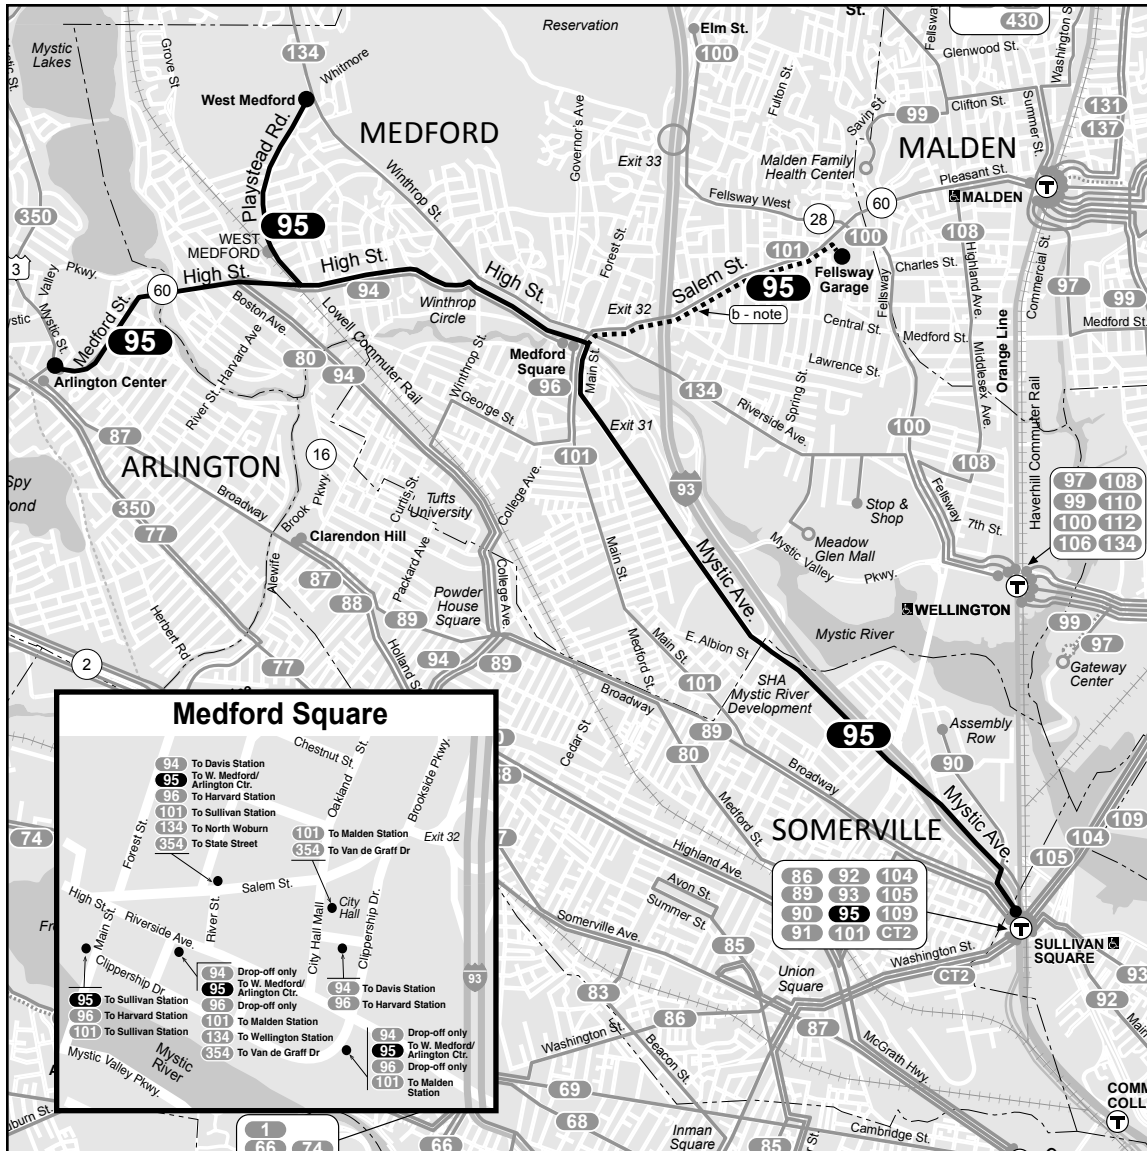 St.
430
Elm St.
100
Reservation
Mystic
Lakes
Grove St
134
Whitmore
West Medford
MEDFORD
Playstead Rd.
Winthrop St.
Governor's Ave
Fulton St.
Exit 33
Savin St.
99
Fellsway
Glenwood St.
Clifton St.
Washington St.
Summer St.
131
137
MALDEN
Malden Family
Health Center
Pleasant St.
T
MALDEN
Fellsway West
28
60
350
95
WEST
MEDFORD
High St.
High St.
94
High St.
Winthrop
Circle
Forest St.
Exit 32
Salem St.
101
100
95
Fellsway
Garage
b - note
108
Charles St.
Highland Ave.
Commercial St.
97
99
Medford St
3
Mystic Valley
Pkwy.
Mystic St.
Medford St.
60
95
Boston Ave.
Harvard Ave
River St.
80
94
Lowell Commuter Rail
Arlington Center
Winthrop St.
Medford
Square
96
Main St.
George St.
134
Central St.
Lawrence St.
Medford St.
Spring St.
Fellsway
Middlesex Ave.
Orange Line
Riverside Ave.
Exit 31
101
100
108
87
ARLINGTON
16
Broadway
350
77
Alewife
Brook
Pkwy
Curtis St.
Tufts
University
College Ave.
93
Stop &
Shop
Meadow
Glen Mall
Fellsway
7th St.
Haverhill Commuter Rail
97 108
99 110
100 112
106 134
Clarendon Hill
Packard Ave
87
88
89
Powder
House
Square
College Ave.
Main St.
Mystic Ave.
Mystic Valley
Pkwy.
T
WELLINGTON
Mystic River
99
97
Gateway
Center
Herbert Rd
77
2
Holland St.
94
89
Broadway
Medford St.
Main St.
E. Albion St
101
SHA
Mystic River
Development
95
Assembly
Row
90
Cedar St
80
89
Broadway
Mystic Ave.
Medford St.
SOMERVILLE
Highland Ave.
86 92 104
89 93 105
90 95 109
91 101 CT2
109
104
105
T
SULLIVAN
SQUARE
Avon St.
Summer St.
85
Somerville Ave.
Washington St.
CT2
93
92
Main
Union
Square
83
86
87
Washington St.
Beacon St.
McGrath Hwy.
69
68
Inman
Square
85
Cambridge St.
T
74
1
66 74
66
Medford Square
94 To Davis Station
95 To W. Medford/
Arlington Ctr.
96 To Harvard Station
101 To Sullivan Station
134 To North Woburn
354 To State Street
Chestnut St.
Oakland St.
Brookside Pkwy.
Exit 32
101 To Malden Station
354 To Van de Graff Dr
Forest St.
Salem St.
High St.
Main St.
Riverside Ave.
River St.
City
Hall
City Hall Mall
Clippership Dr.
Clippership Dr
93
94 Drop-off only
95 To W. Medford/
Arlington Ctr.
96 Drop-off only
101 To Malden Station
134 To Wellington Station
354 To Van de Graff Dr
94 To Davis Station
96 To Harvard Station
95 To Sullivan Station
96 To Harvard Station
101 To Sullivan Station
94 Drop-off only
95 To W. Medford/
Arlington Ctr.
96 Drop-off only
101 To Malden
Station
Mystic
River
Mystic Valley Pkwy.